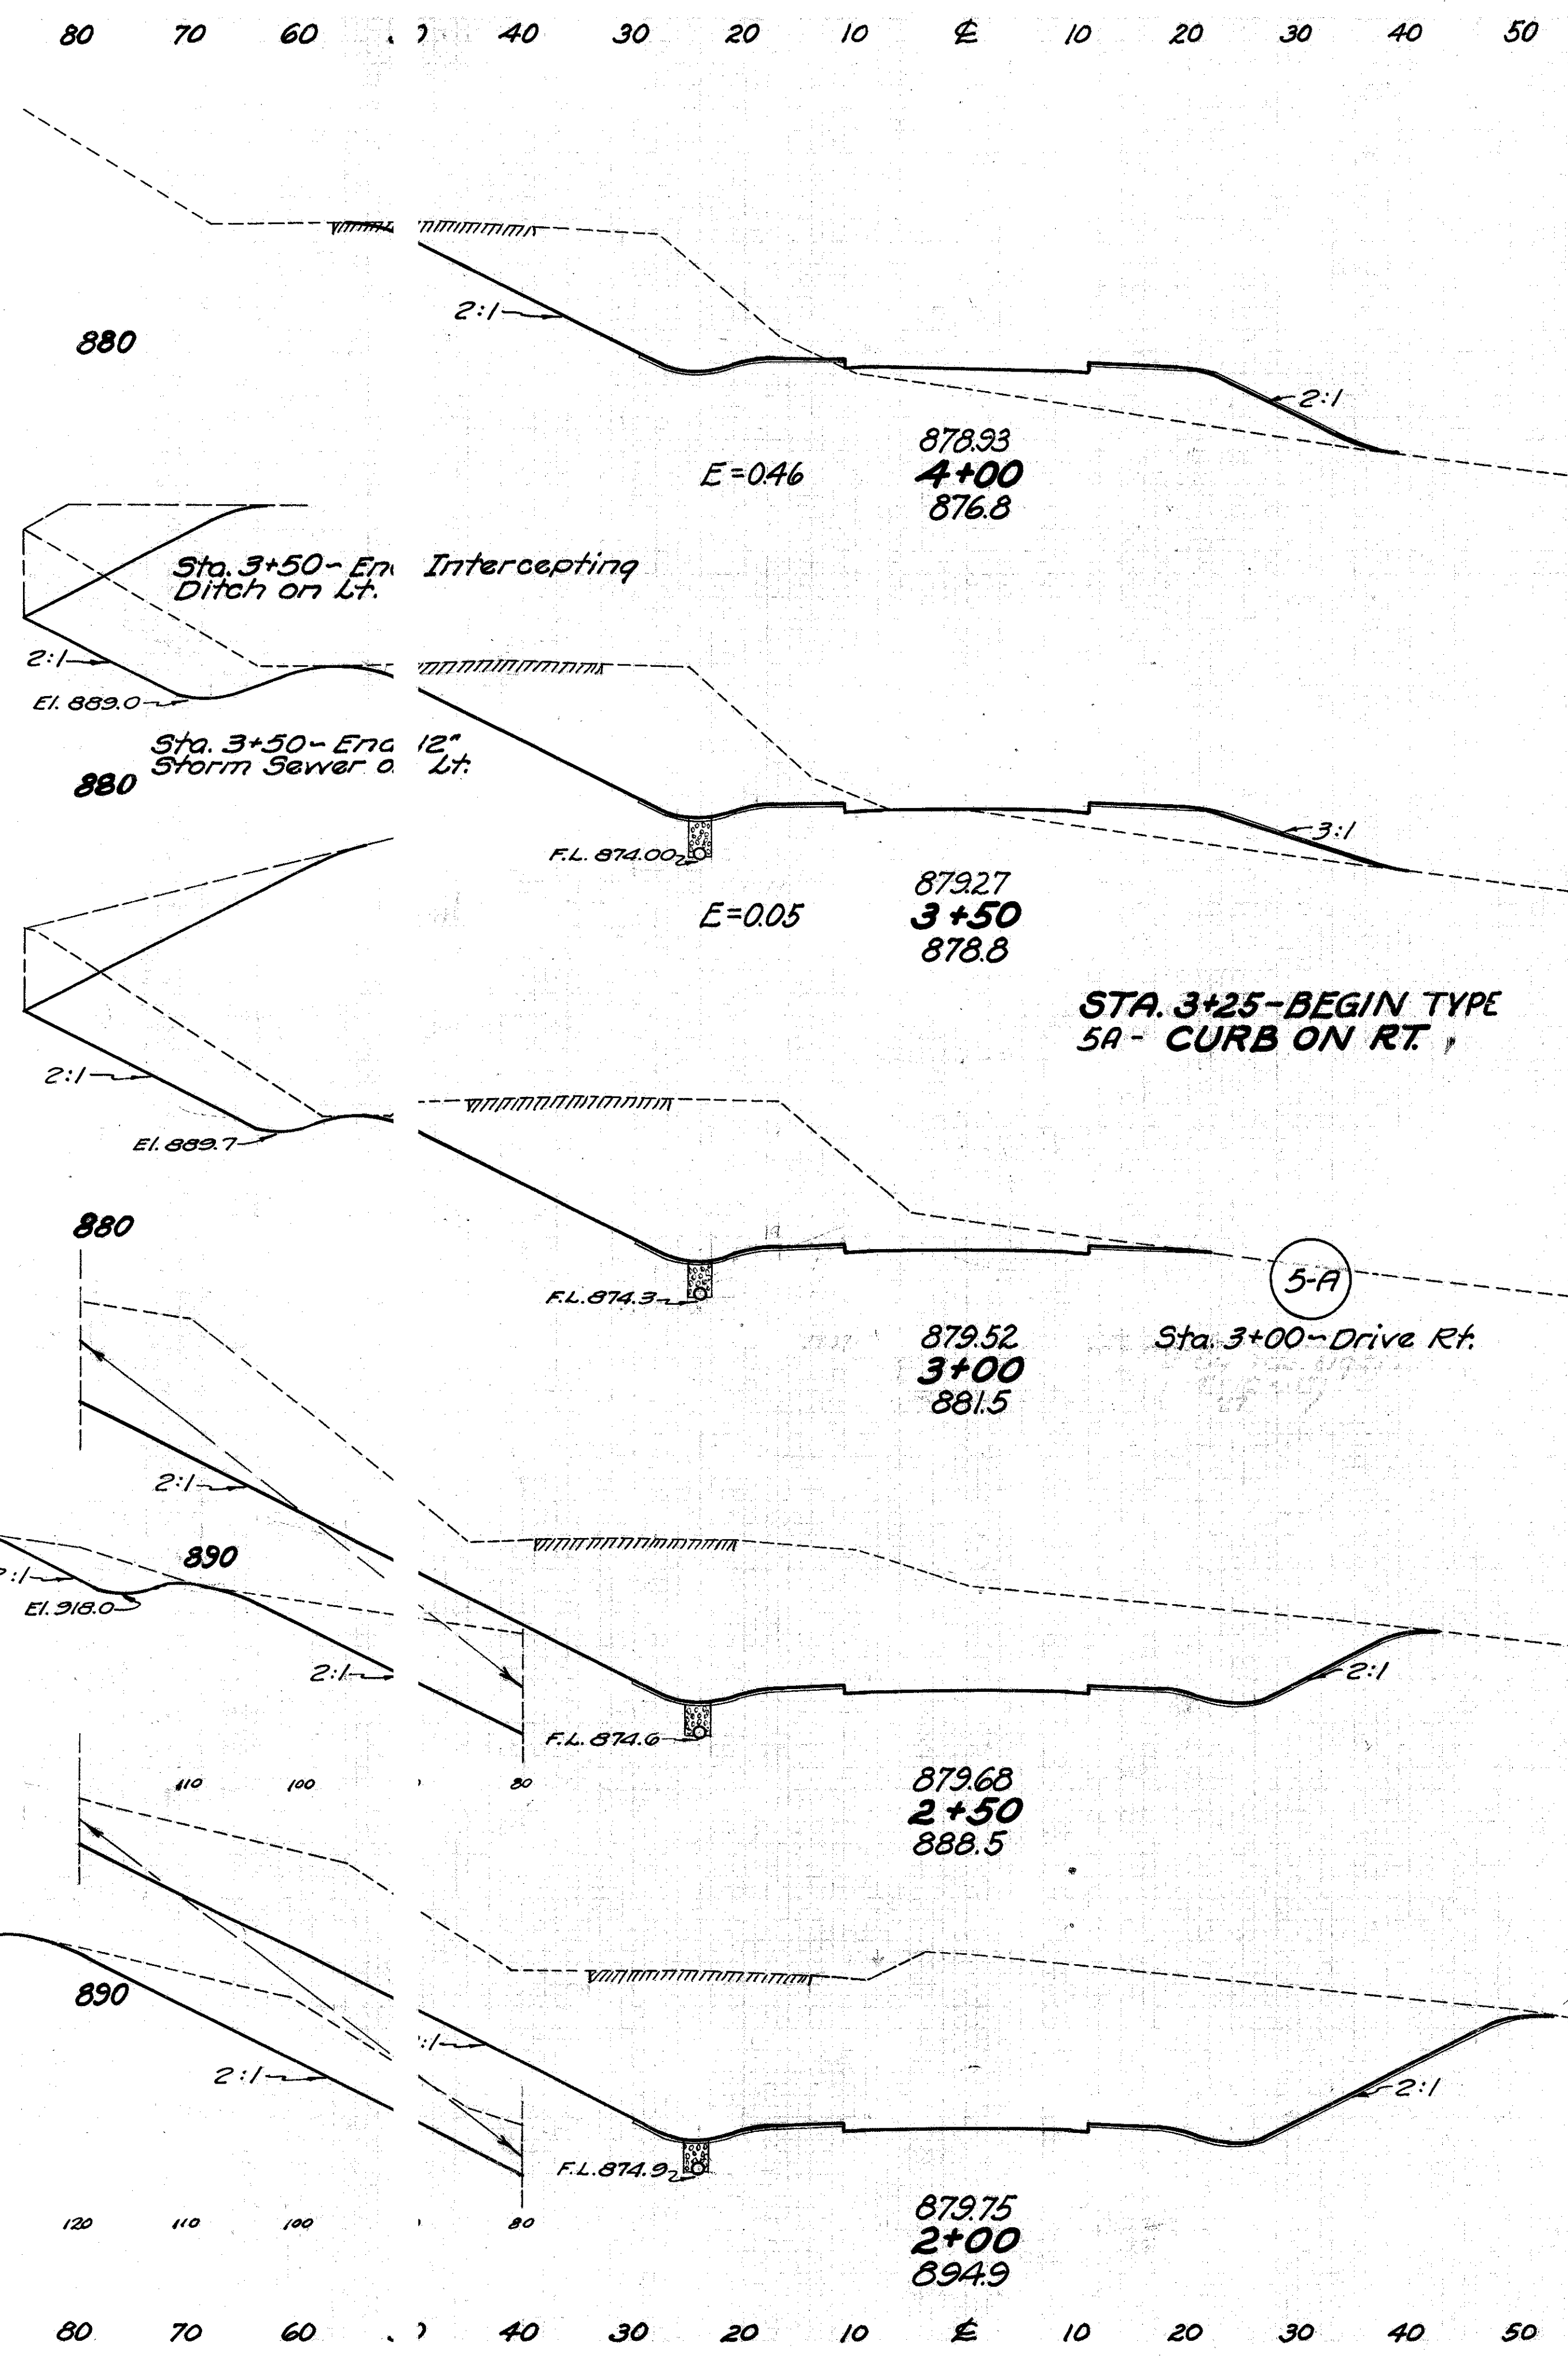 80 70 60 40 30 20 10 ℄ 10 20 30 40 50
2:1
880
2:1
878.93
E=0.46 4+00
876.8
Sta. 3+50~ Intercepting
Ditch on Lt.
2:1
El. 889.0
Sta. 3+50~ 12"
Storm Sewer Lt.
880
3:1
F.L. 874.00
879.27
E=0.05 3+50
878.8
STA. 3+25-BEGIN TYPE
5A- CURB ON RT.
2:1
El. 889.7
880
5-A
F.L. 874.3
879.52 Sta. 3+00~Drive Rt.
3+00
881.5
2:1
890
:1
El. 918.0
2:1
2:1
F.L. 874.6
110 100 80
879.68
2+50
888.5
890
:1
2:1
2:1
F.L. 874.9
120 110 100 80
879.75
2+00
894.9
80 70 60 40 30 20 10 ℄ 10 20 30 40 50